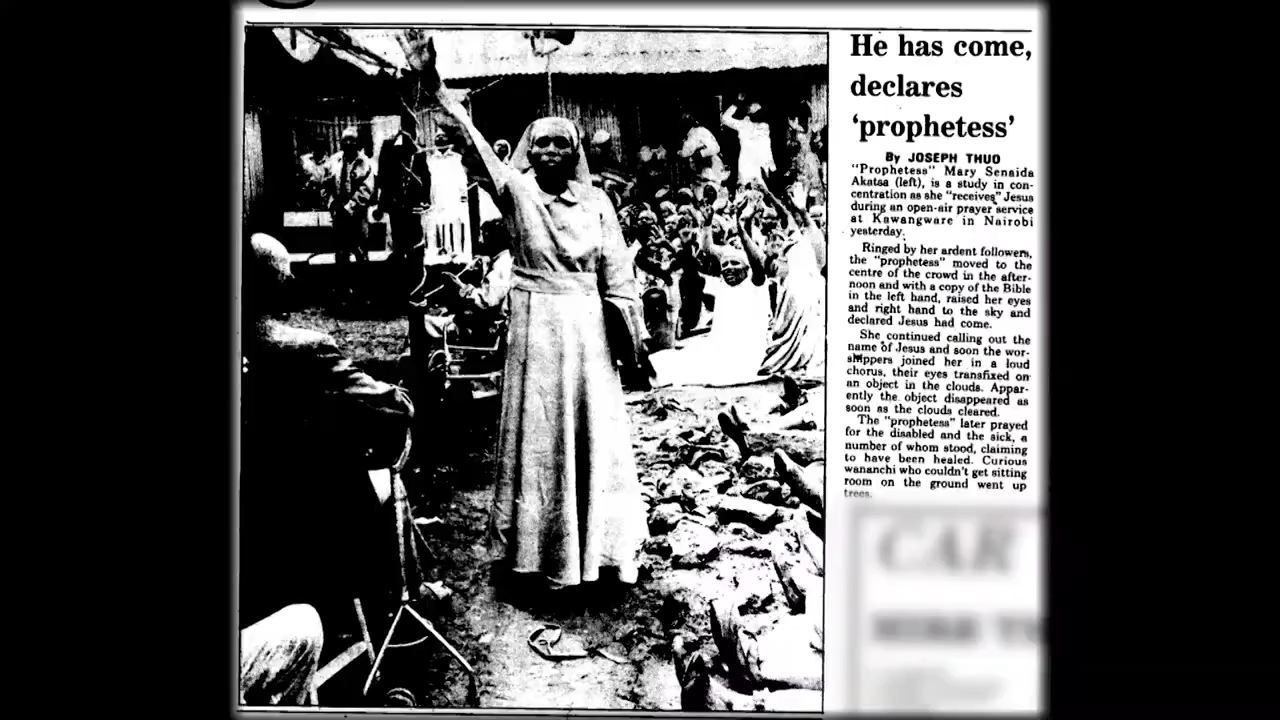 He has come,
declares
‘prophetess’
By JOSEPH THUO
"Prophetess" Mary Senaida
Akatsa (left), is a study in con-
centration as she "receives" Jesus
during an open-air prayer service
at Kawangware in Nairobi
yesterday.
Ringed by her ardent followers,
the "prophetess" moved to the
centre of the crowd in the after-
noon and with a copy of the Bible
in the left hand, raised her eyes
and right hand to the sky and
declared Jesus had come.
She continued calling out the
name of Jesus and soon the wor-
shippers joined her in a loud
chorus, their eyes transfixed on
an object in the clouds. Appar-
ently the object disappeared as
soon as the clouds cleared.
The "prophetess" later prayed
for the disabled and the sick, a
number of whom stood, claiming
to have been healed. Curious
wananchi who couldn't get sitting
room on the ground went up
trees.
CAR
HIRE